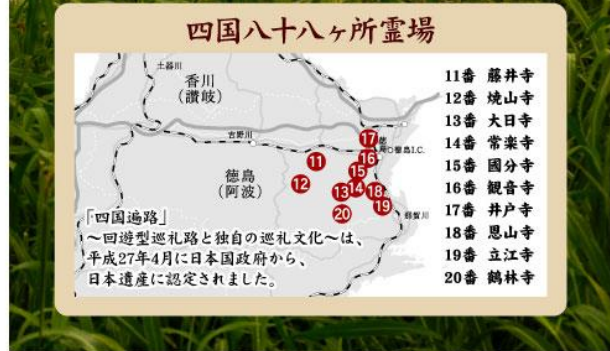 四国八十八ヶ所霊場
土器川
香川
(讃岐)
吉野川
徳島I.C.
徳島
(阿波)
那賀川
17
16
11
15
12
13
14
18
19
20
「四国遍路」
〜回遊型巡礼路と独自の巡礼文化〜は、
平成27年4月に日本国政府から、
日本遺産に認定されました。
11番 藤井寺
12番 焼山寺
13番 大日寺
14番 常楽寺
15番 國分寺
16番 観音寺
17番 井戸寺
18番 恩山寺
19番 立江寺
20番 鶴林寺